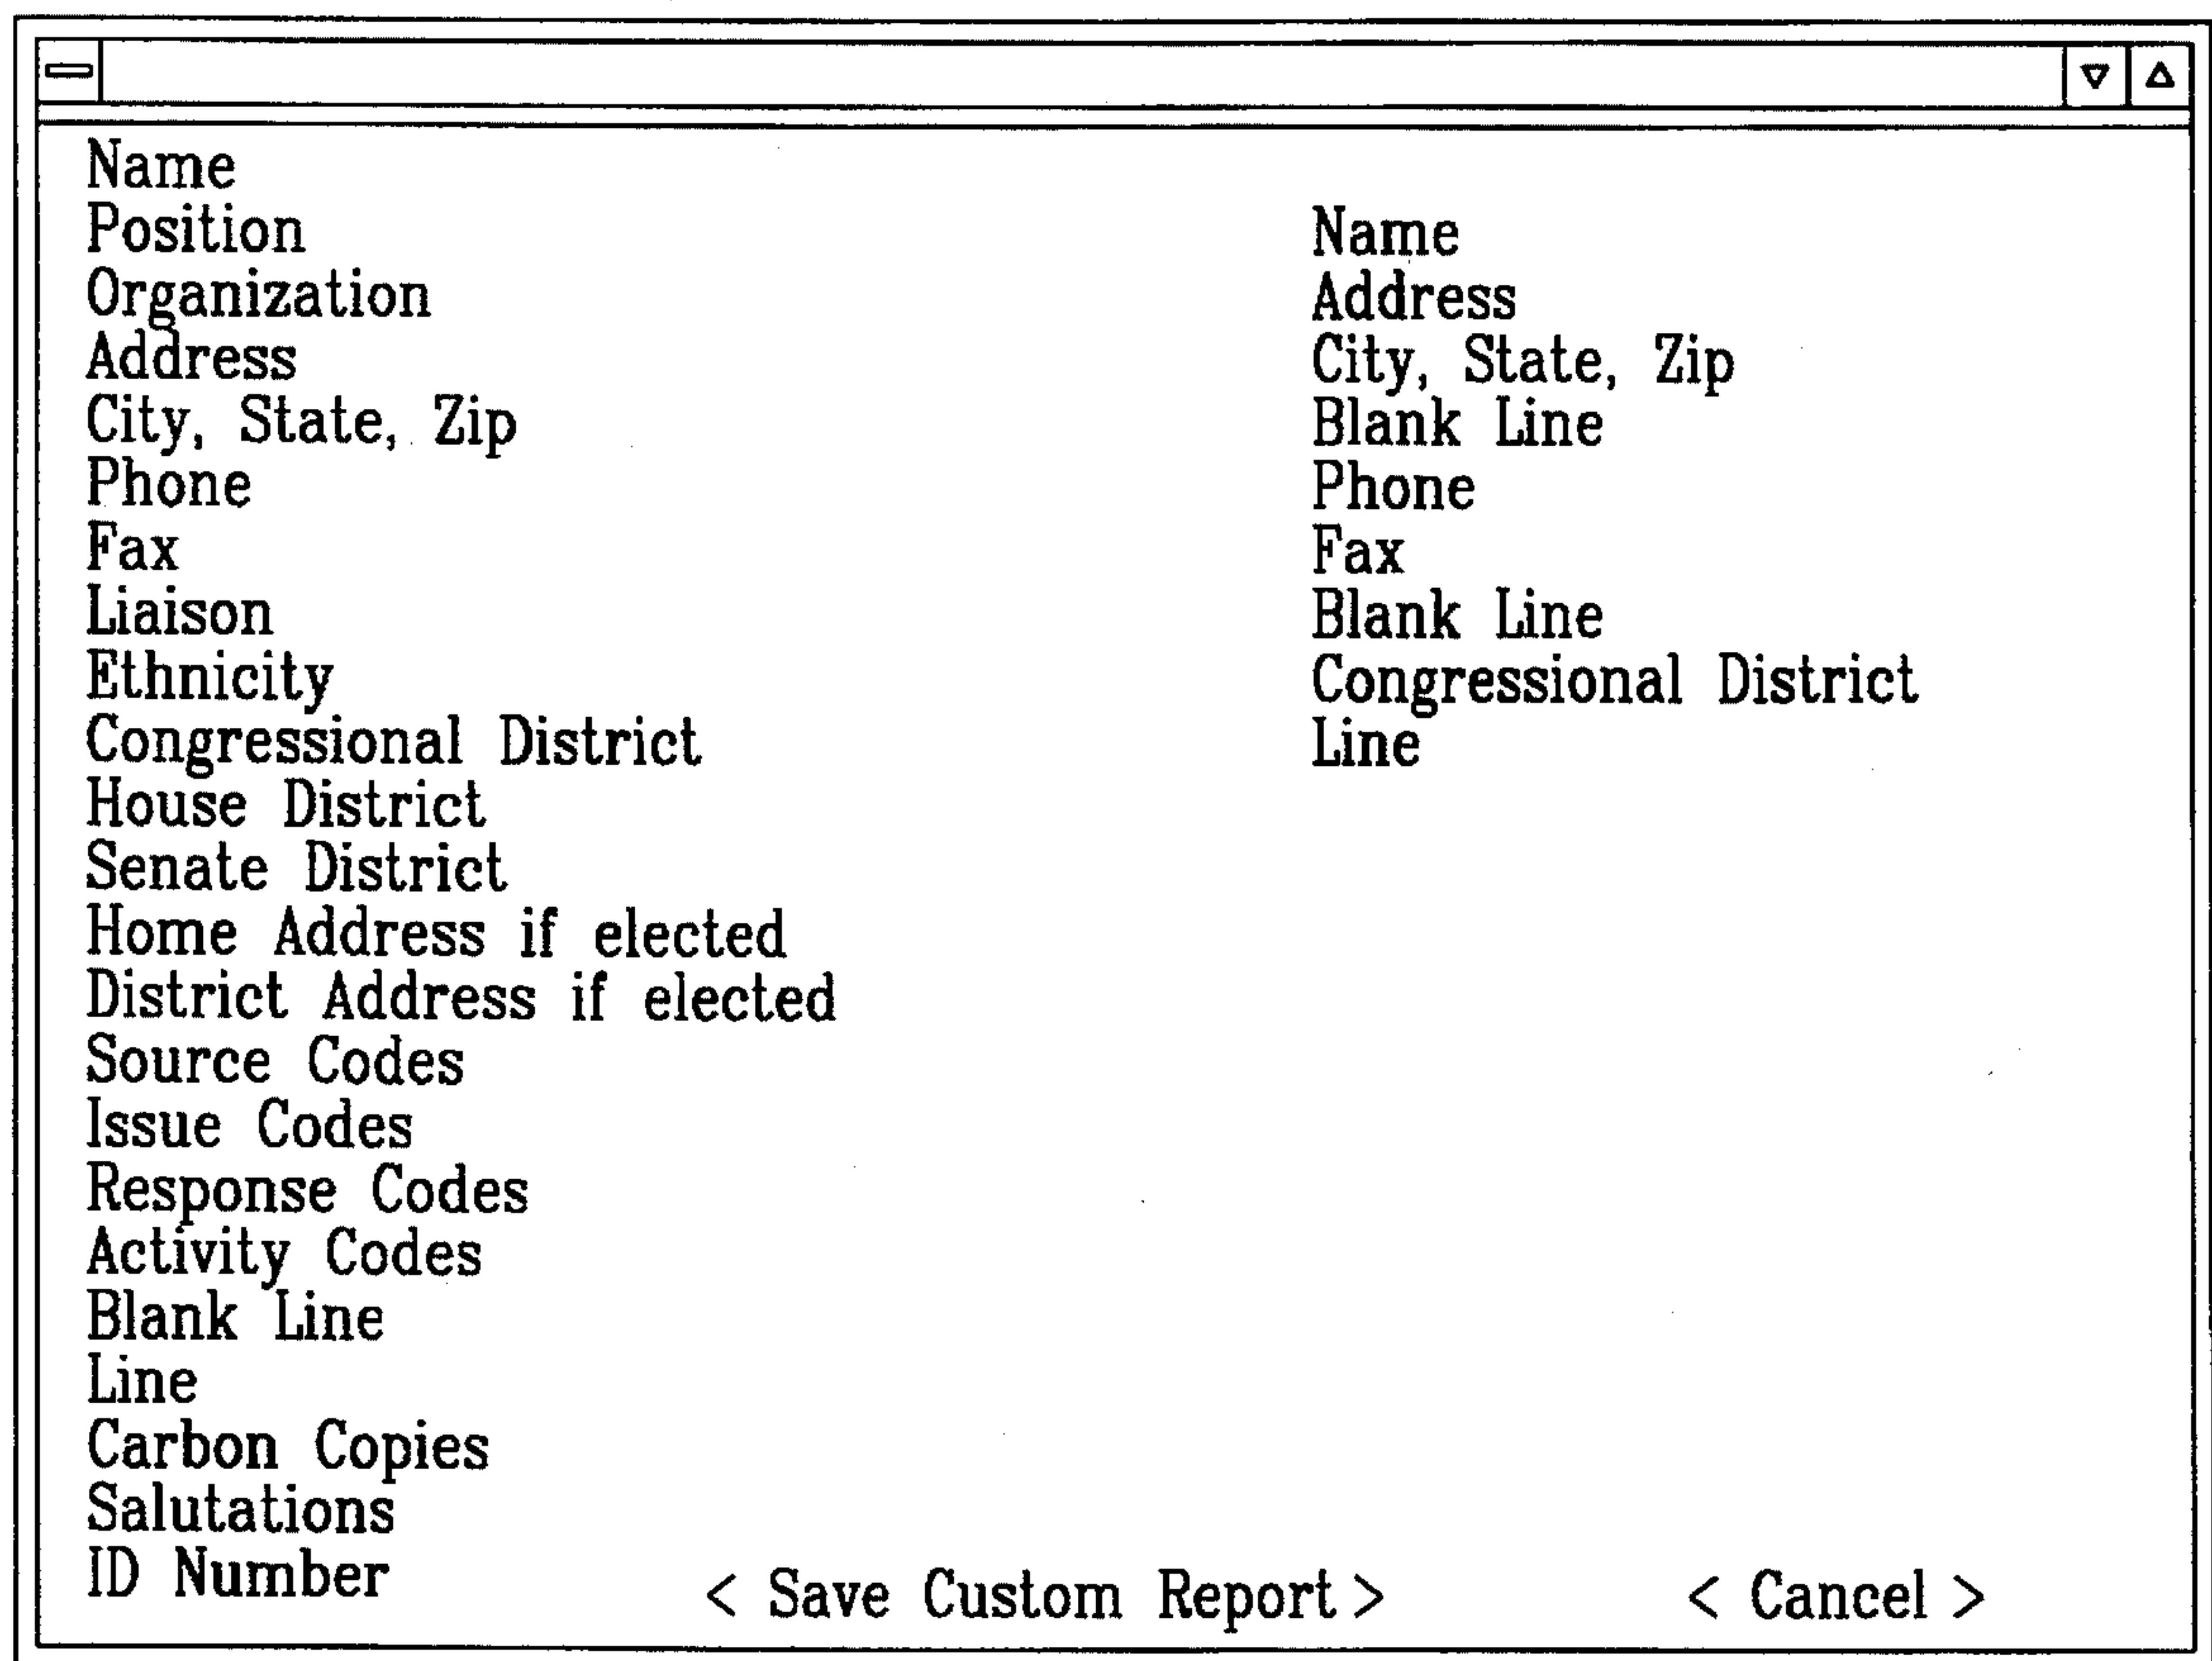 Name
Position
Organization
Address
City, State, Zip
Phone
Fax
Liaison
Ethnicity
Congressional District
House District
Senate District
Home Address if elected
District Address if elected
Source Codes
Issue Codes
Response Codes
Activity Codes
Blank Line
Line
Carbon Copies
Salutations
ID Number
Name
Address
City, State, Zip
Blank Line
Phone
Fax
Blank Line
Congressional District
Line
< Save Custom Report >
< Cancel >